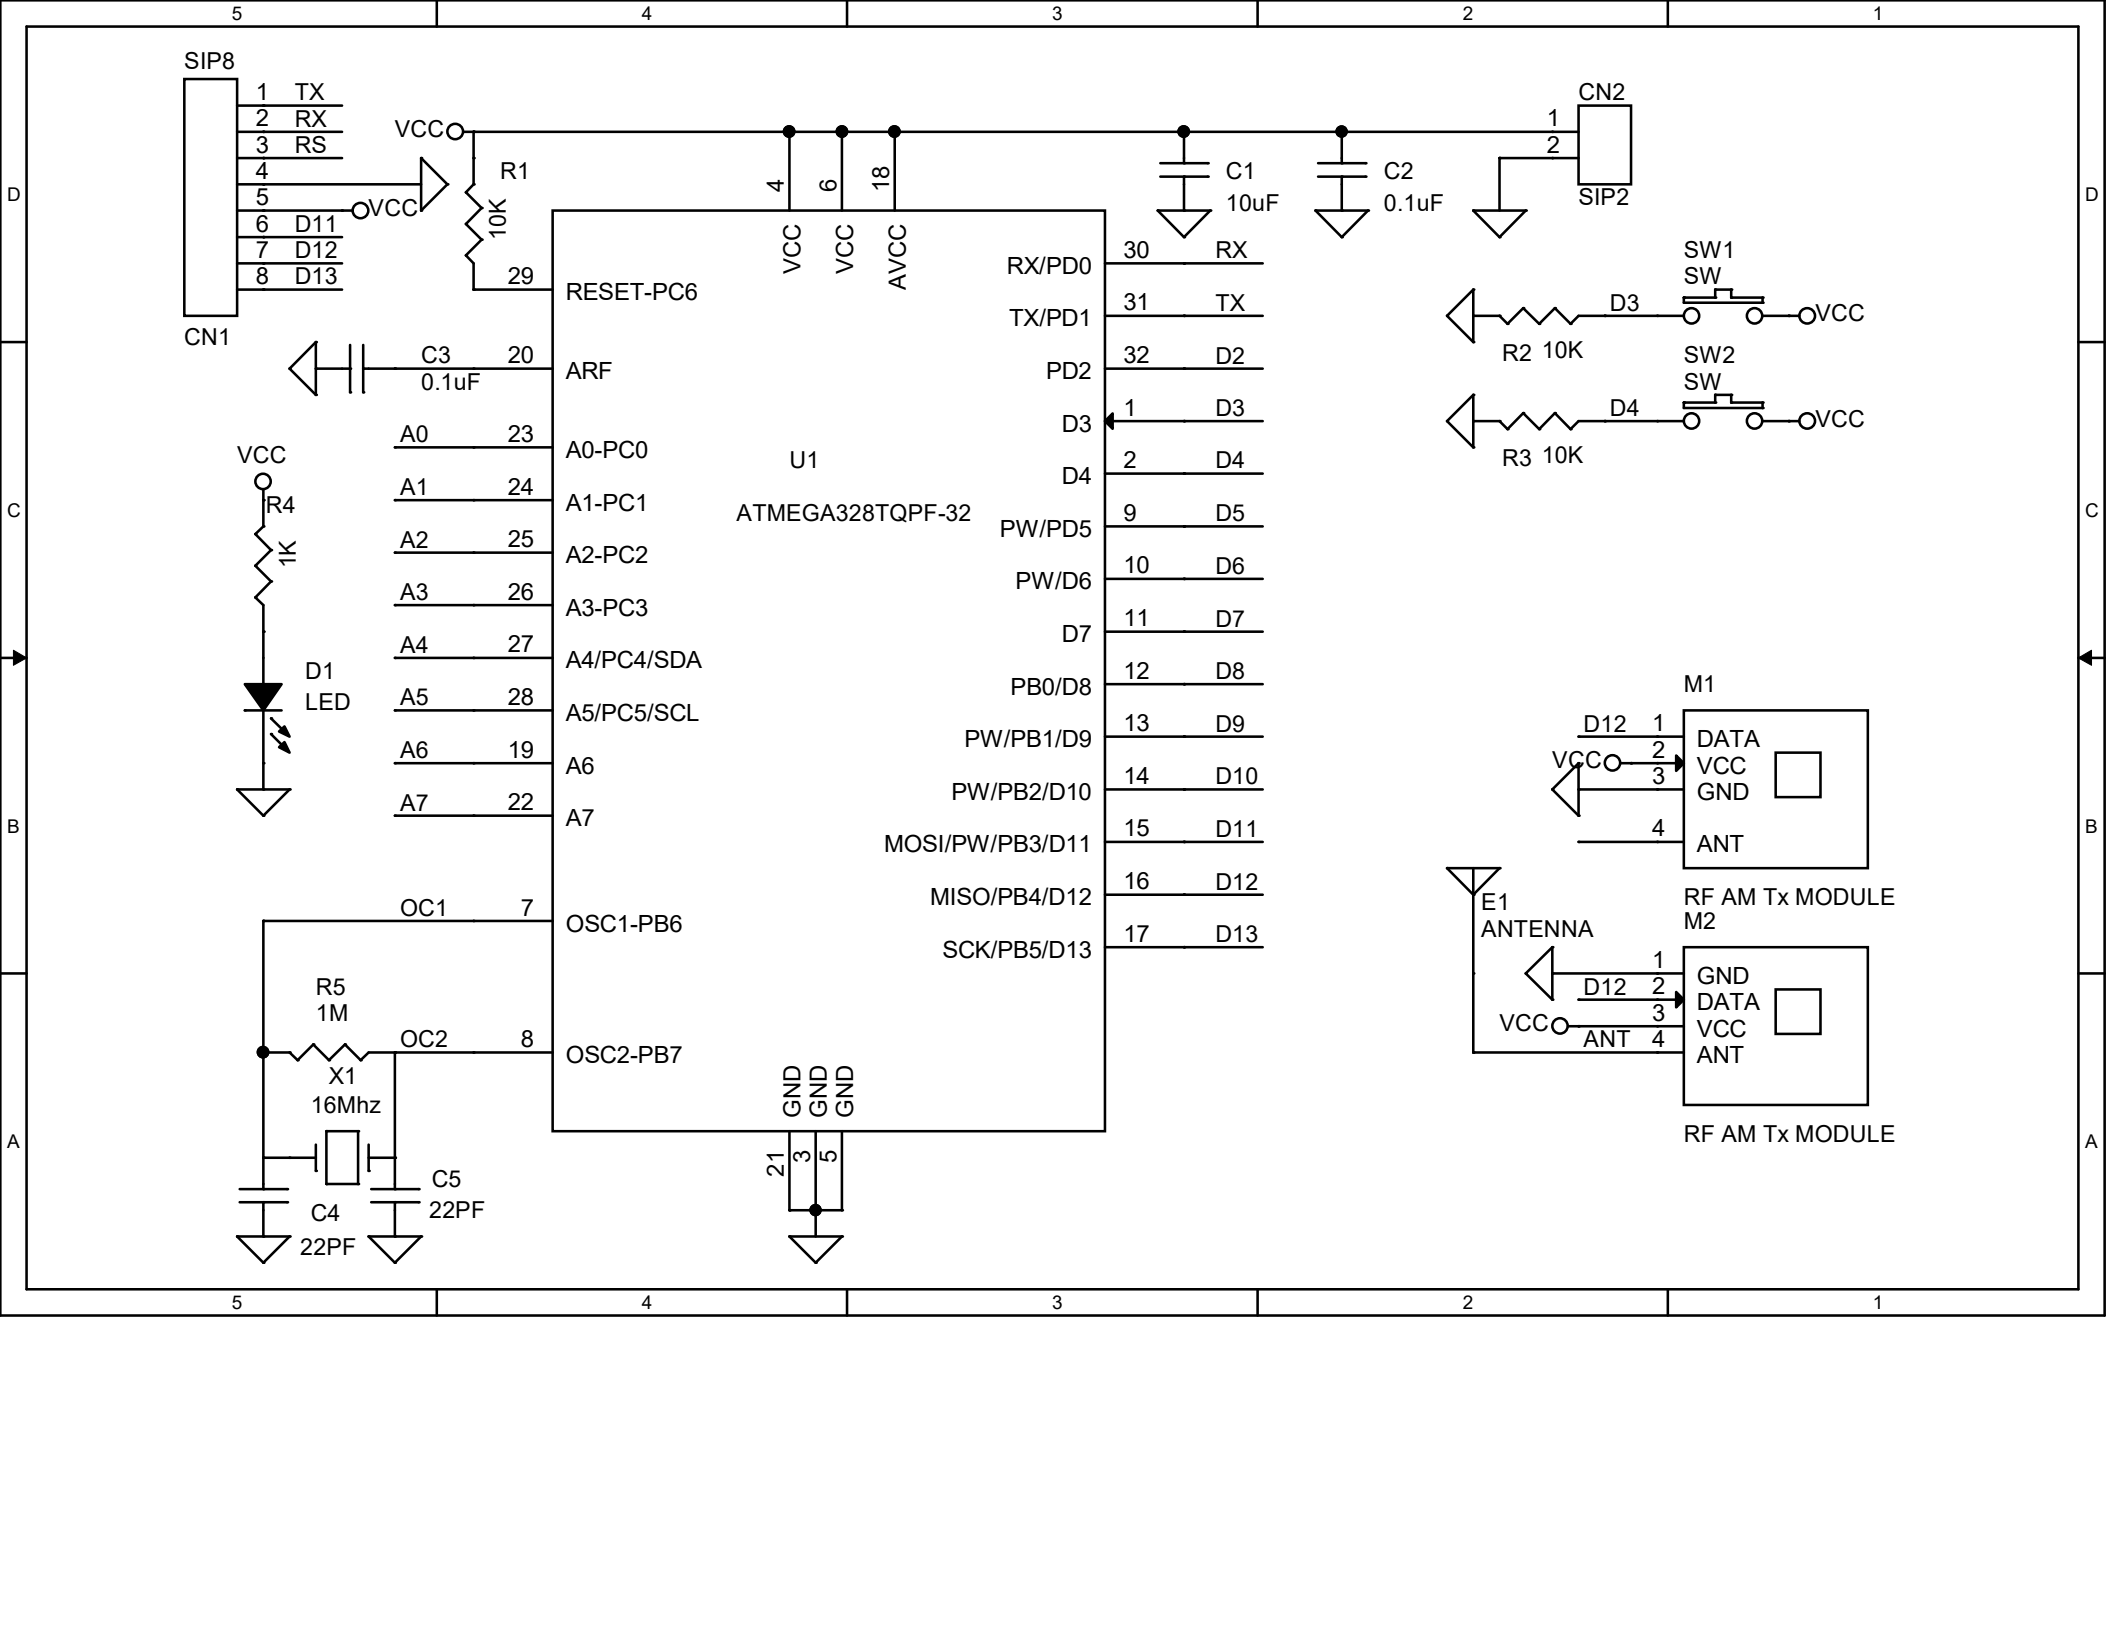 5 4 3 2 1
SIP8
1 TX
2 RX
3 RS
4
5 VCC
6 D11
7 D12
8 D13
CN1
VCC
R1
10K
4 6 18
VCC VCC AVCC
C1
10uF
C2
0.1uF
CN2
1
2
SIP2
D D
29 RESET-PC6
C3
0.1uF
20 ARF
A0 23 A0-PC0
A1 24 A1-PC1
A2 25 A2-PC2
A3 26 A3-PC3
A4 27 A4/PC4/SDA
A5 28 A5/PC5/SCL
A6 19 A6
A7 22 A7
OC1 7 OSC1-PB6
OC2 8 OSC2-PB7
U1
ATMEGA328TQPF-32
RX/PD0 30 RX
TX/PD1 31 TX
PD2 32 D2
D3 1 D3
D4 2 D4
PW/PD5 9 D5
PW/D6 10 D6
D7 11 D7
PB0/D8 12 D8
PW/PB1/D9 13 D9
PW/PB2/D10 14 D10
MOSI/PW/PB3/D11 15 D11
MISO/PB4/D12 16 D12
SCK/PB5/D13 17 D13
GND GND GND
21 3 5
SW1
SW
D3
VCC
R2 10K
SW2
SW
D4
VCC
R3 10K
C C
VCC
R4
1K
D1
LED
B B
R5
1M
X1
16Mhz
C4
22PF
C5
22PF
M1
D12 1 DATA
VCC 2 VCC
3 GND
4 ANT
RF AM Tx MODULE
E1
ANTENNA
M2
1 GND
D12 2 DATA
VCC 3 VCC
ANT 4 ANT
RF AM Tx MODULE
A A
5 4 3 2 1